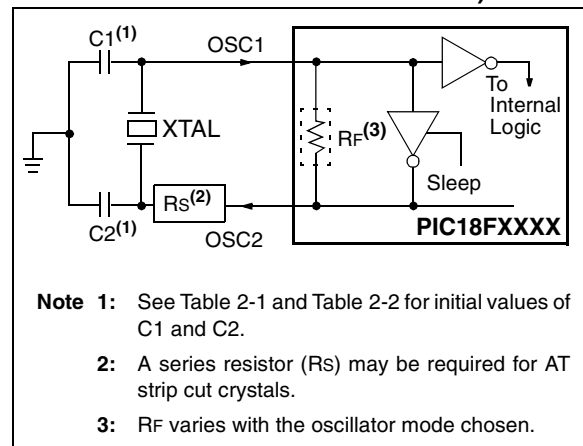 C1(1)
OSC1
To
Internal
Logic
XTAL
RF(3)
Sleep
C2(1)
RS(2)
OSC2
PIC18FXXXX
Note 1: See Table 2-1 and Table 2-2 for initial values of
C1 and C2.
2: A series resistor (RS) may be required for AT
strip cut crystals.
3: RF varies with the oscillator mode chosen.